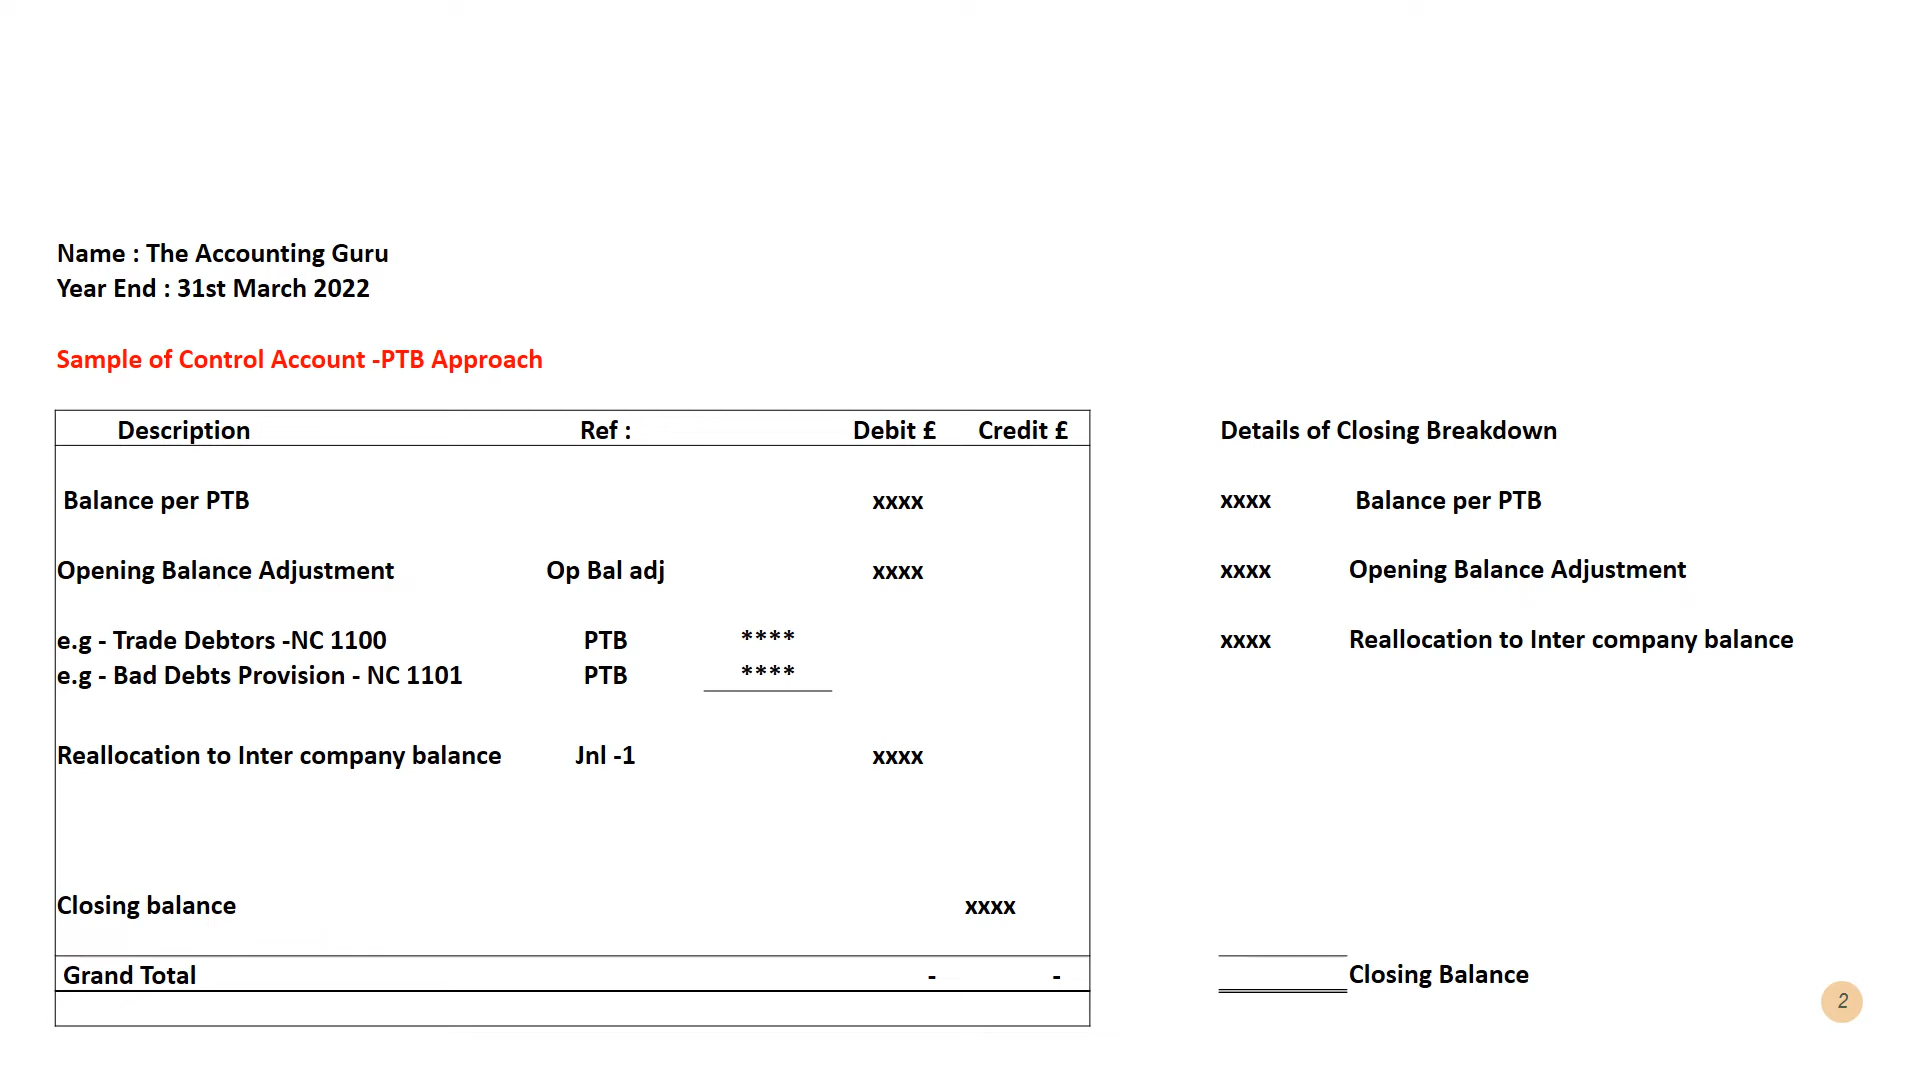 Name : The Accounting Guru
Year End : 31st March 2022
Sample of Control Account -PTB Approach
Description Ref : Debit £ Credit £ Details of Closing Breakdown
Balance per PTB xxxx xxxx Balance per PTB
Opening Balance Adjustment Op Bal adj xxxx xxxx Opening Balance Adjustment
e.g - Trade Debtors -NC 1100 PTB **** xxxx Reallocation to Inter company balance
e.g - Bad Debts Provision - NC 1101 PTB ****
Reallocation to Inter company balance Jnl -1 xxxx
Closing balance xxxx
Grand Total - - Closing Balance
2